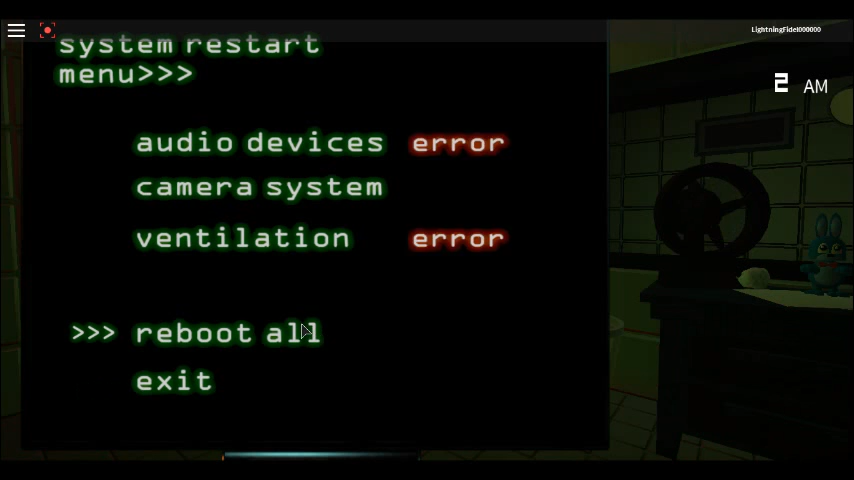 LightningFidel000000
system restart
menu>>>
2 AM
audio devices error
camera system
ventilation error
>>> reboot all
exit